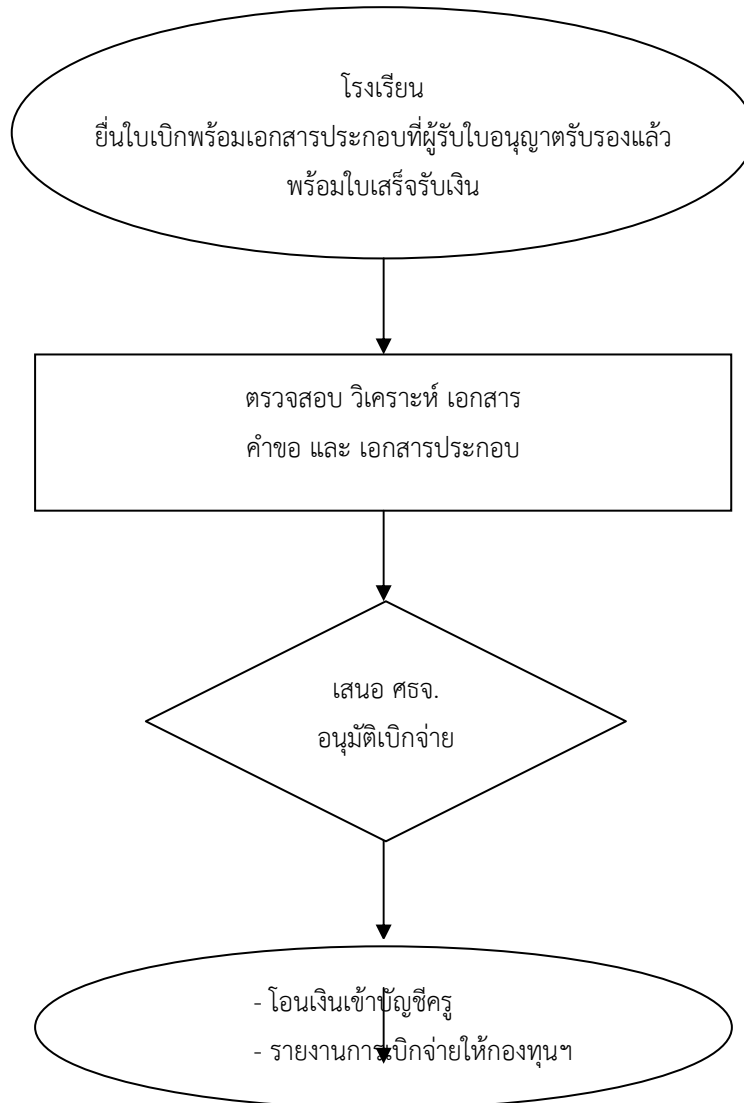 โรงเรียน
ยื่นใบเบิกพร้อมเอกสารประกอบที่ผู้รับใบอนุญาตรับรองแล้ว
พร้อมใบเสร็จรับเงิน
ตรวจสอบ วิเคราะห์ เอกสาร
คำขอ และ เอกสารประกอบ
เสนอ ศธจ.
อนุมัติเบิกจ่าย
- โอนเงินเข้าบัญชีครู
- รายงานการเบิกจ่ายให้กองทุนฯ